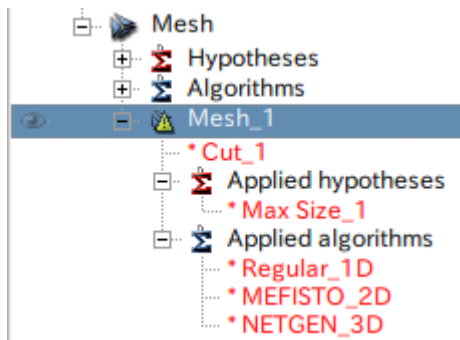 Mesh
Hypotheses
Algorithms
Mesh_1
* Cut_1
Applied hypotheses
* Max Size_1
Applied algorithms
* Regular_1D
* MEFISTO_2D
* NETGEN_3D